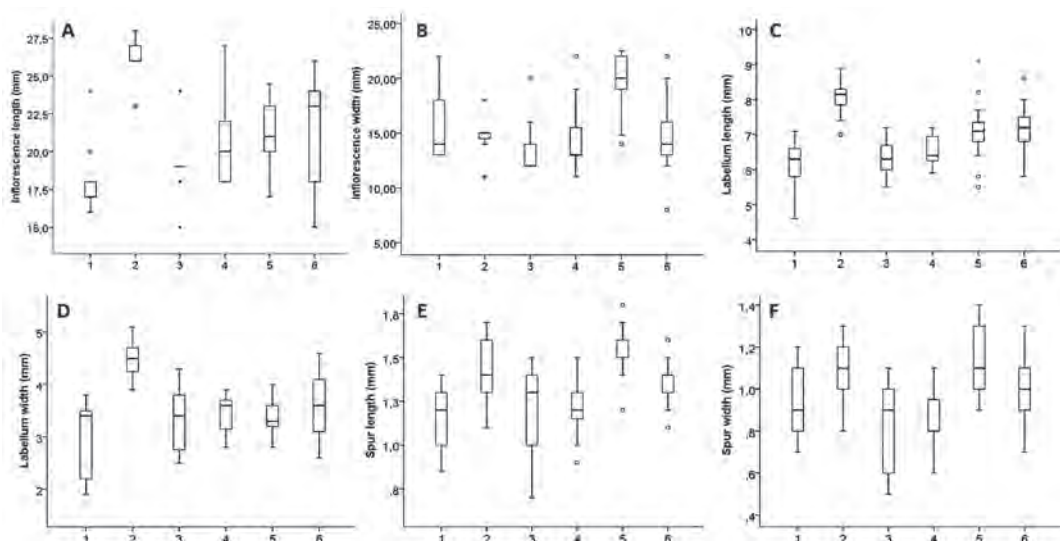 A
Inflorescence length (mm)
27,5
25,0
22,5
20,0
17,5
15,0
1 2 3 4 5 6
B
Inflorescence width (mm)
25,00
20,00
15,00
10,00
5,00
1 2 3 4 5 6
C
Labellum length (mm)
10
9
8
7
6
5
4
1 2 3 4 5 6
D
Labellum width (mm)
5
4
3
2
1 2 3 4 5 6
E
Spur length (mm)
1,8
1,5
1,3
1,0
,8
1 2 3 4 5 6
F
Spur width (mm)
1,4
1,2
1,0
,8
,6
,4
1 2 3 4 5 6